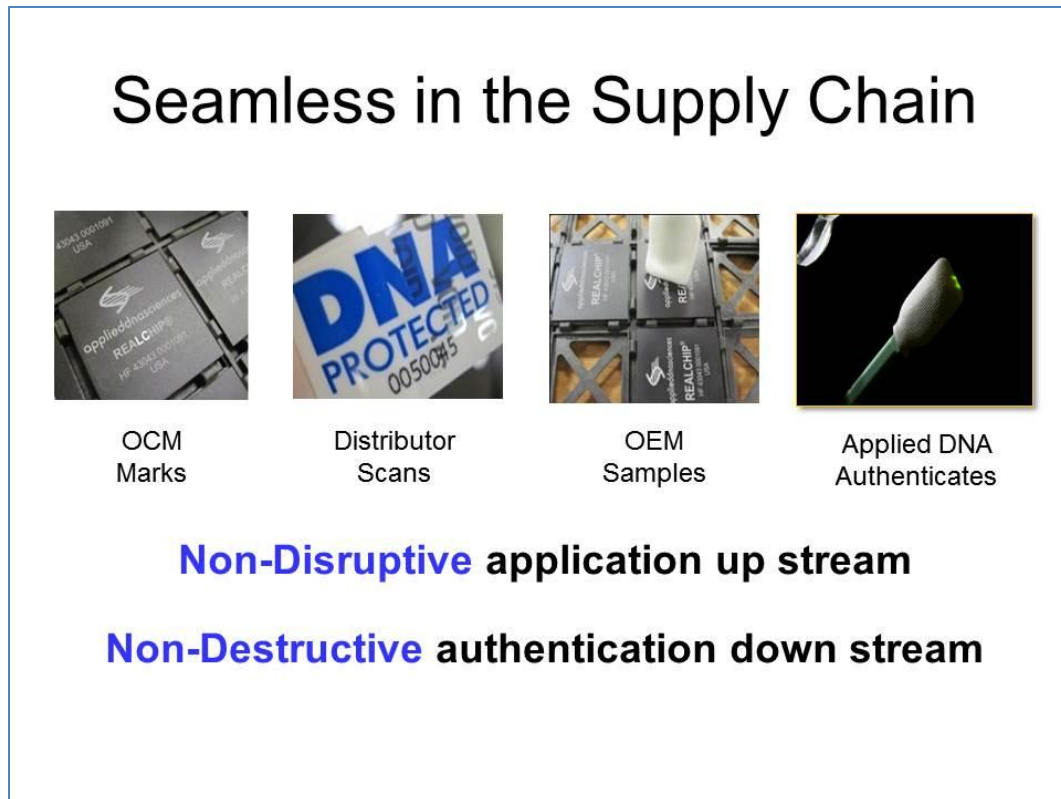 Seamless in the Supply Chain
43043.0001091
USA
applieddnasciences
REALCHIP®
HF 43043.0001091
USA
DNA
PROTECTED
0050045
applieddnasciences
REALCHIP®
applieddnasciences
REALCHIP®
OCM
Marks
Distributor
Scans
OEM
Samples
Applied DNA
Authenticates
Non-Disruptive application up stream
Non-Destructive authentication down stream